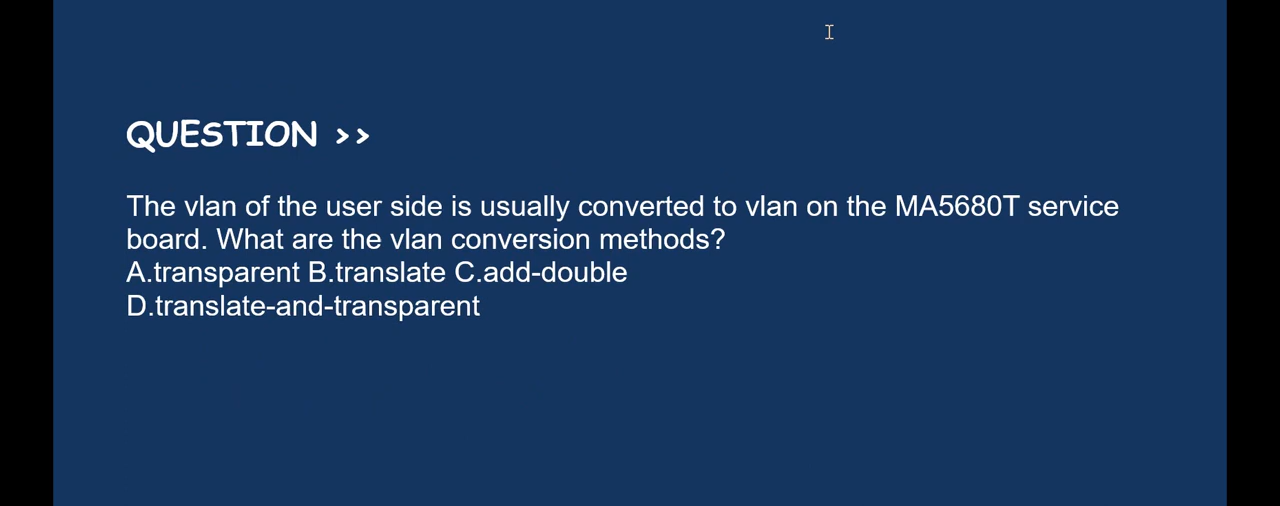 QUESTION >>
The vlan of the user side is usually converted to vlan on the MA5680T service
board. What are the vlan conversion methods?
A.transparent B.translate C.add-double
D.translate-and-transparent